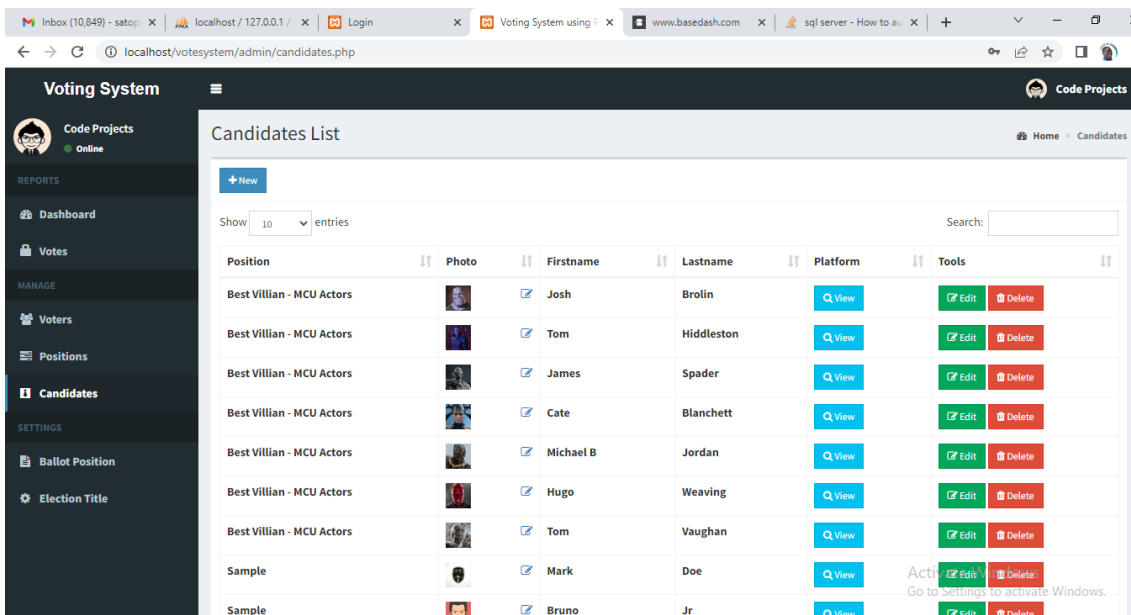 Inbox (10,849) - satop
localhost / 127.0.0.1 /
Login
Voting System using
www.basedash.com
sql server - How to au
localhost/votesystem/admin/candidates.php
Voting System
Code Projects
Code Projects
Online
Candidates List
Home > Candidates
REPORTS
Dashboard
Votes
MANAGE
Voters
Positions
Candidates
SETTINGS
Ballot Position
Election Title
New
Show 10 entries
Search:
Position Photo Firstname Lastname Platform Tools
Best Villian - MCU Actors Josh Brolin View Edit Delete
Best Villian - MCU Actors Tom Hiddleston View Edit Delete
Best Villian - MCU Actors James Spader View Edit Delete
Best Villian - MCU Actors Cate Blanchett View Edit Delete
Best Villian - MCU Actors Michael B Jordan View Edit Delete
Best Villian - MCU Actors Hugo Weaving View Edit Delete
Best Villian - MCU Actors Tom Vaughan View Edit Delete
Sample Mark Doe View Edit Delete
Sample Bruno Jr View Edit Delete
Activate Windows
Go to Settings to activate Windows.